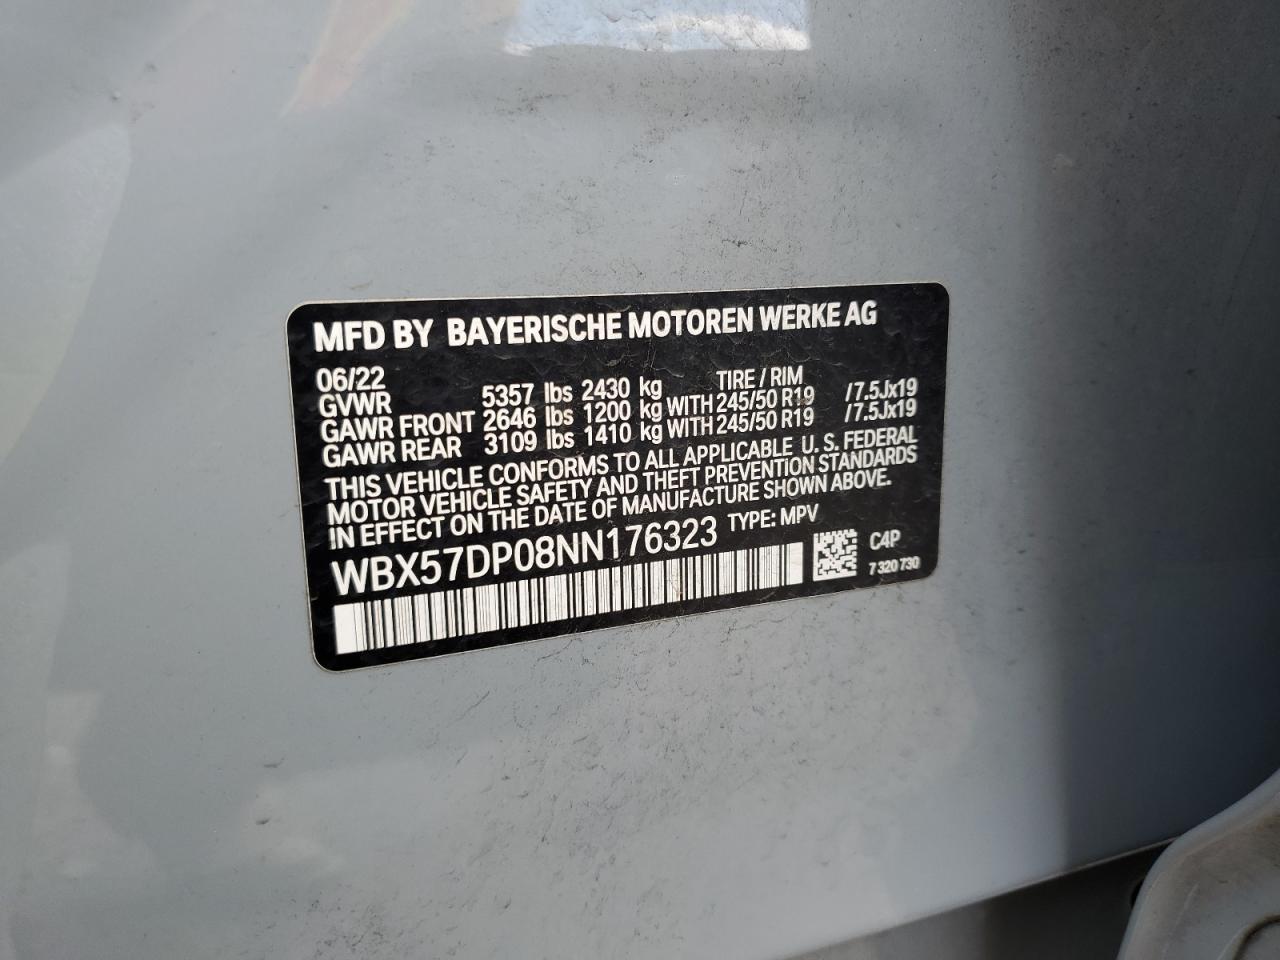 MFD BY BAYERISCHE MOTOREN WERKE AG
06/22 TIRE / RIM
GVWR 5357 lbs 2430 kg
GAWR FRONT 2646 lbs 1200 kg WITH 245/50 R19 /7.5Jx19
GAWR REAR 3109 lbs 1410 kg WITH 245/50 R19 /7.5Jx19
THIS VEHICLE CONFORMS TO ALL APPLICABLE U. S. FEDERAL
MOTOR VEHICLE SAFETY AND THEFT PREVENTION STANDARDS
IN EFFECT ON THE DATE OF MANUFACTURE SHOWN ABOVE.
WBX57DP08NN176323 TYPE: MPV
C4P
7 320 730